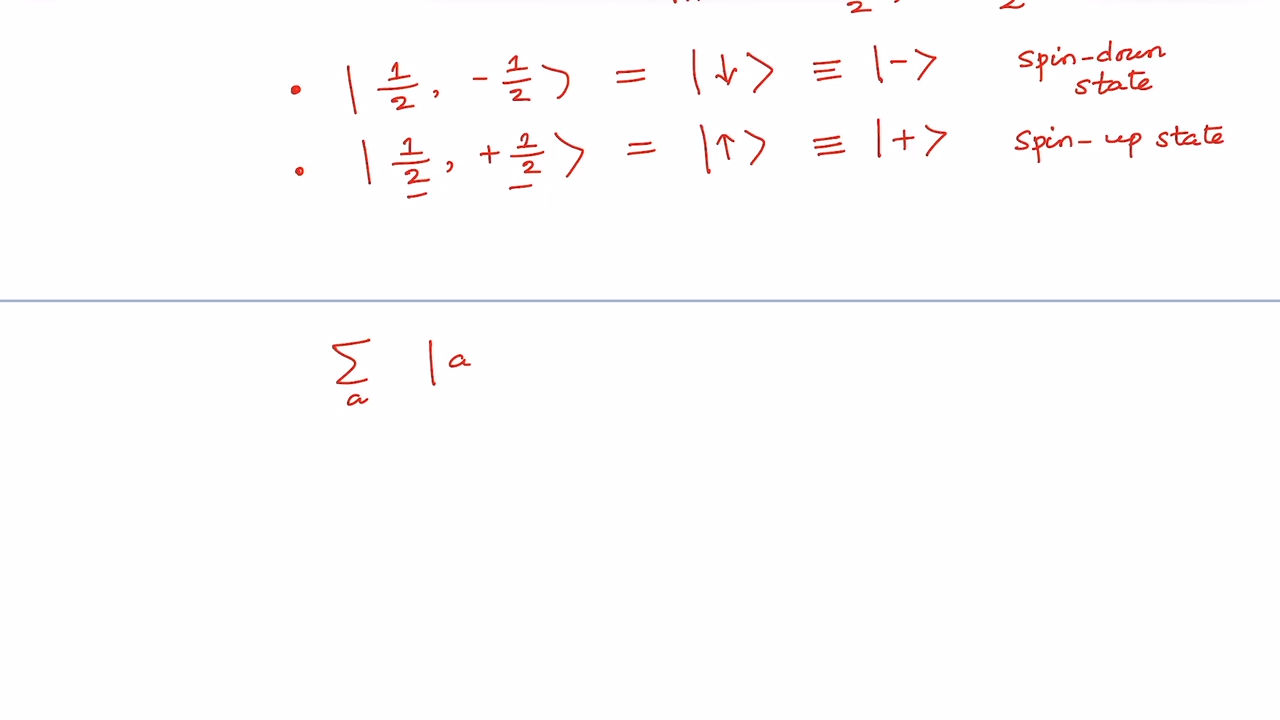 • | 1/2 , - 1/2 ⟩ = |↓⟩ ≡ |-⟩ spin-down state
• | 1/2 , + 1/2 ⟩ = |↑⟩ ≡ |+⟩ spin-up state
∑_a |a